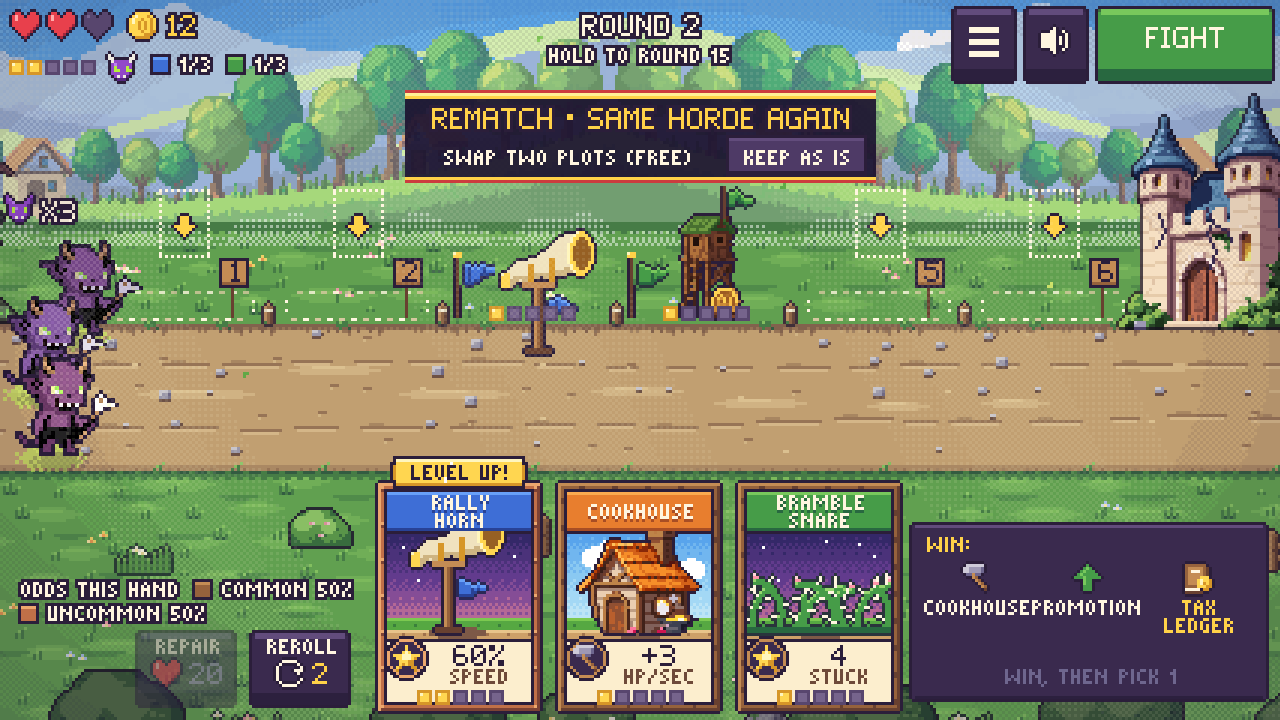 12
ROUND 2
HOLD TO ROUND 15
FIGHT
1/3
1/3
REMATCH • SAME HORDE AGAIN
SWAP TWO PLOTS (FREE)
KEEP AS IS
X3
1
2
5
6
LEVEL UP!
RALLY
HORN
60%
SPEED
COOKHOUSE
+3
HP/SEC
BRAMBLE
SNARE
4
STUCK
ODDS THIS HAND
COMMON 50%
UNCOMMON 50%
REPAIR
20
REROLL
2
WIN:
COOKHOUSE
PROMOTION
TAX
LEDGER
WIN, THEN PICK 1